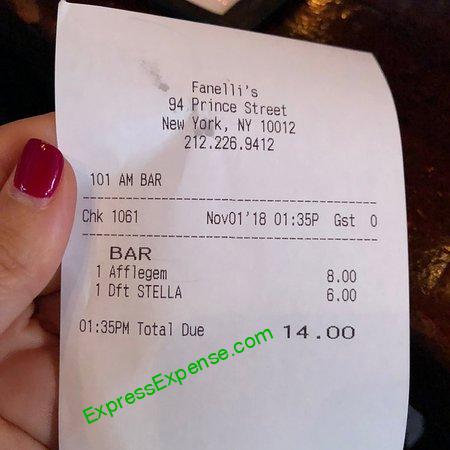 Fanelli's
94 Prince Street
New York, NY 10012
212.226.9412
101 AM BAR
Chk 1061 Nov01'18 01:35P Gst 0
BAR
1 Afflegem 8.00
1 Dft STELLA 6.00
01:35PM Total Due 14.00
ExpressExpense.com